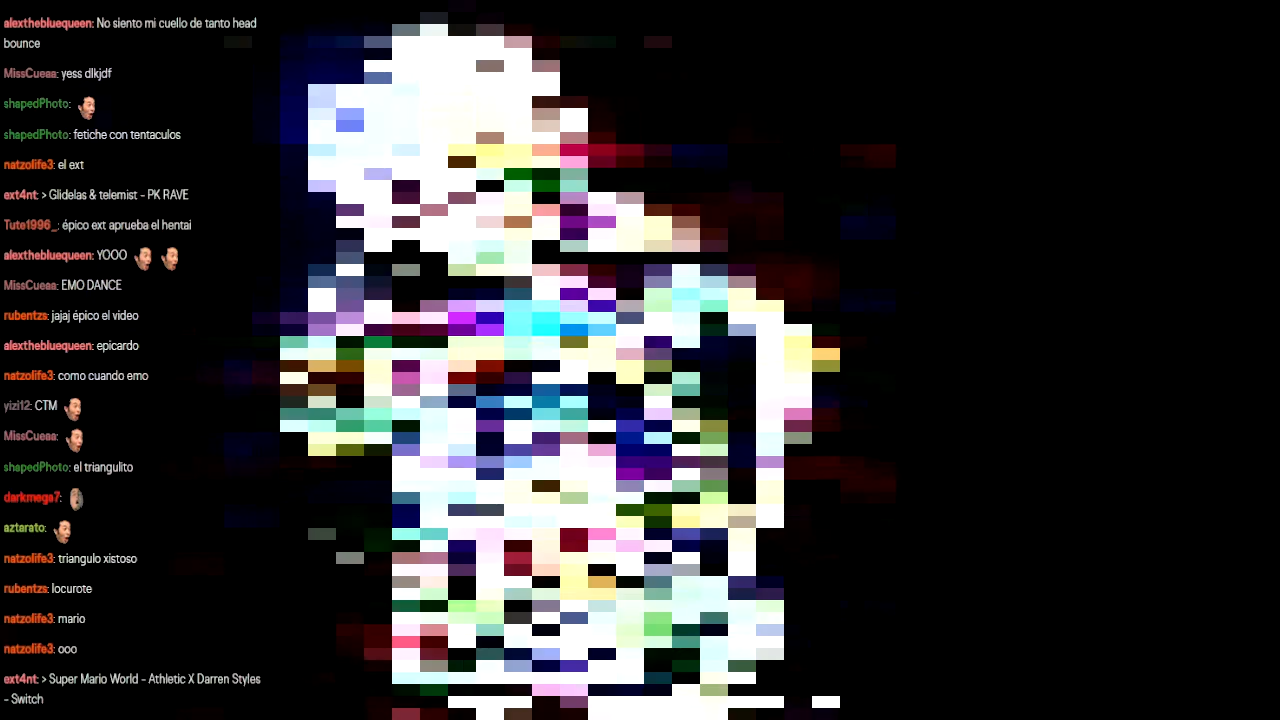 alexthebluequeen: No siento mi cuello de tanto head
bounce
MissCueaa: yess dlkjdf
shapedPhoto:
shapedPhoto: fetiche con tentaculos
natzolife3: el ext
ext4nt: > Glidelas & telemist - PK RAVE
Tute1996_: épico ext aprueba el hentai
alexthebluequeen: YOOO
MissCueaa: EMO DANCE
rubentzs: jajaj épico el video
alexthebluequeen: epicardo
natzolife3: como cuando emo
yizi12: CTM
MissCueaa:
shapedPhoto: el triangulito
darkmega7:
aztarato:
natzolife3: triangulo xistoso
rubentzs: locurote
natzolife3: mario
natzolife3: ooo
ext4nt: > Super Mario World - Athletic X Darren Styles
- Switch